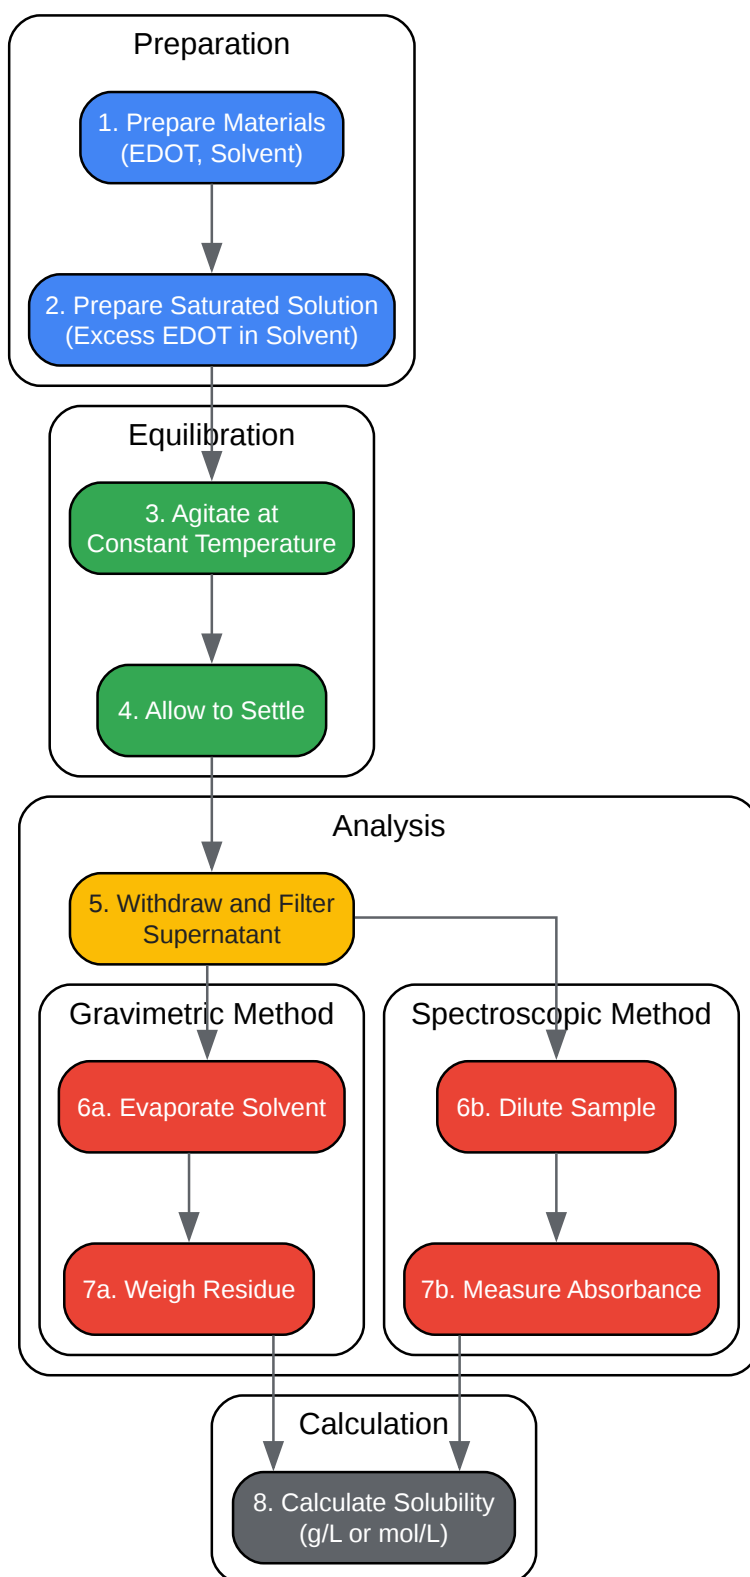 Preparation
1. Prepare Materials
(EDOT, Solvent)
2. Prepare Saturated Solution
(Excess EDOT in Solvent)
Equilibration
3. Agitate at
Constant Temperature
4. Allow to Settle
Analysis
5. Withdraw and Filter
Supernatant
Gravimetric Method
6a. Evaporate Solvent
7a. Weigh Residue
Spectroscopic Method
6b. Dilute Sample
7b. Measure Absorbance
Calculation
8. Calculate Solubility
(g/L or mol/L)